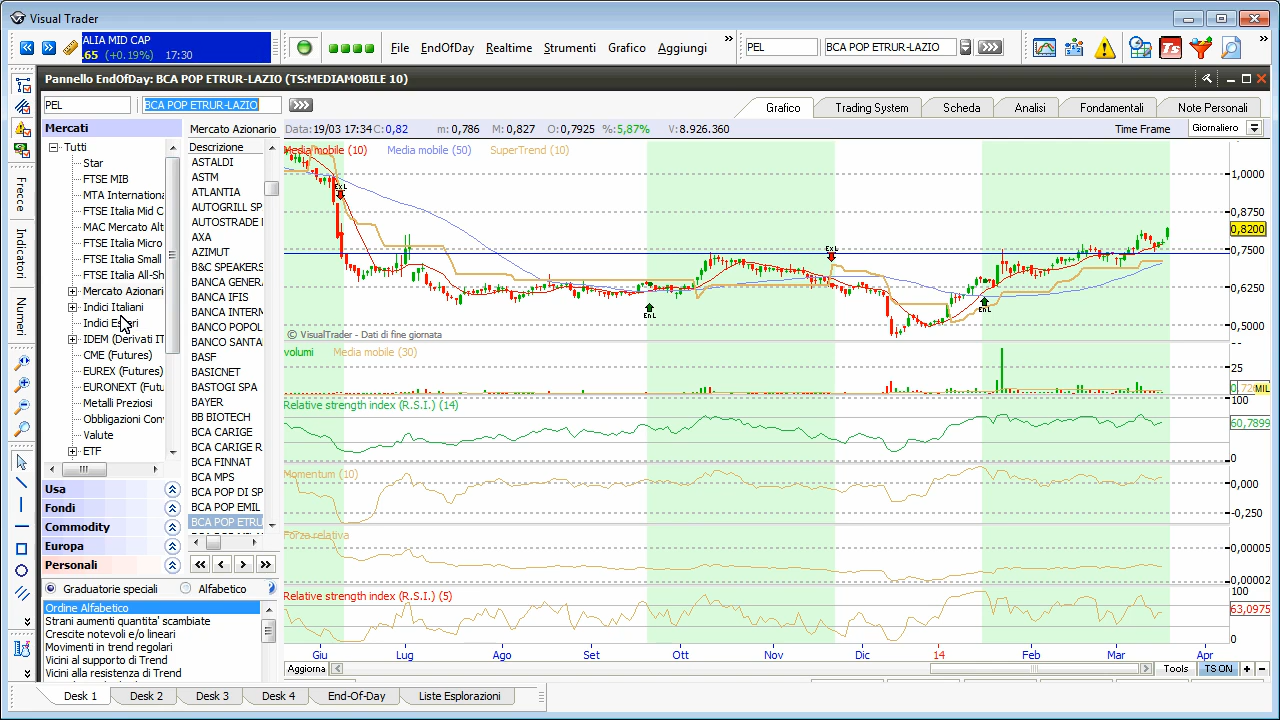 Visual Trader
ALIA MID CAP
.65 (+0.19%) 17:30
File EndOfDay Realtime Strumenti Grafico Aggiung
PEL BCA POP ETRUR-LAZIO
Pannello EndOfDay: BCA POP ETRUR-LAZIO (TS:MEDIAMOBILE 10)
PEL BCA POP ETRUR-LAZIO
Grafico Trading System Scheda Analisi Fondamentali Note Personali
Mercati
Mercato Azionario
Data:19/03 17:34 C:0,82 m:0,786 M:0,827 O:0,7925 %:5,87% V:8.926.360
Time Frame Giornaliero
Frecce
Indicatori
Numeri
Tutti
Star
FTSE MIB
MTA Internationa
FTSE Italia Mid C
MAC Mercato Alt
FTSE Italia Micro
FTSE Italia Small
FTSE Italia All-Sh
Mercato Azionari
Indici Italiani
IDEM (Derivati IT
CME (Futures)
EUREX (Futures)
EURONEXT (Futu
Metalli Preziosi
Obbligazioni Con
Valute
ETF
Usa
Fondi
Commodity
Europa
Personali
Graduatorie speciali Alfabetico
Ordine Alfabetico
Strani aumenti quantita' scambiate
Crescite notevoli e/o lineari
Movimenti in trend regolari
Vicini al supporto di Trend
Vicini alla resistenza di Trend
Descrizione
ASTALDI
ASTM
ATLANTIA
AUTOGRILL SP
AUTOSTRADE
AXA
AZIMUT
B&C SPEAKERS
BANCA GENERA
BANCA IFIS
BANCA INTERM
BANCO POPOL
BANCO SANTA
BASF
BASICNET
BASTOGI SPA
BAYER
BB BIOTECH
BCA CARIGE
BCA CARIGE R
BCA FINNAT
BCA MPS
BCA POP DI SP
BCA POP EMIL
BCA POP ETRU
Media mobile (10) Media mobile (50) SuperTrend (10)
ExL
EnL
ExL
EnL
1,0000
0,8750
0,8200
0,7500
0,6250
0,5000
© VisualTrader - Dati di fine giornata
volumi Media mobile (30)
25
MIL
Relative strength index (R.S.I.) (14)
100
60,7899
0
Momentum (10)
0,000
-0,250
Forza relativa
0,00005
0,00002
Relative strength index (R.S.I.) (5)
100
63,0975
0
Giu Lug Ago Set Ott Nov Dic 14 Feb Mar Apr
Aggiorna Tools TS ON
Desk 1 Desk 2 Desk 3 Desk 4 End-Of-Day Liste Esplorazioni